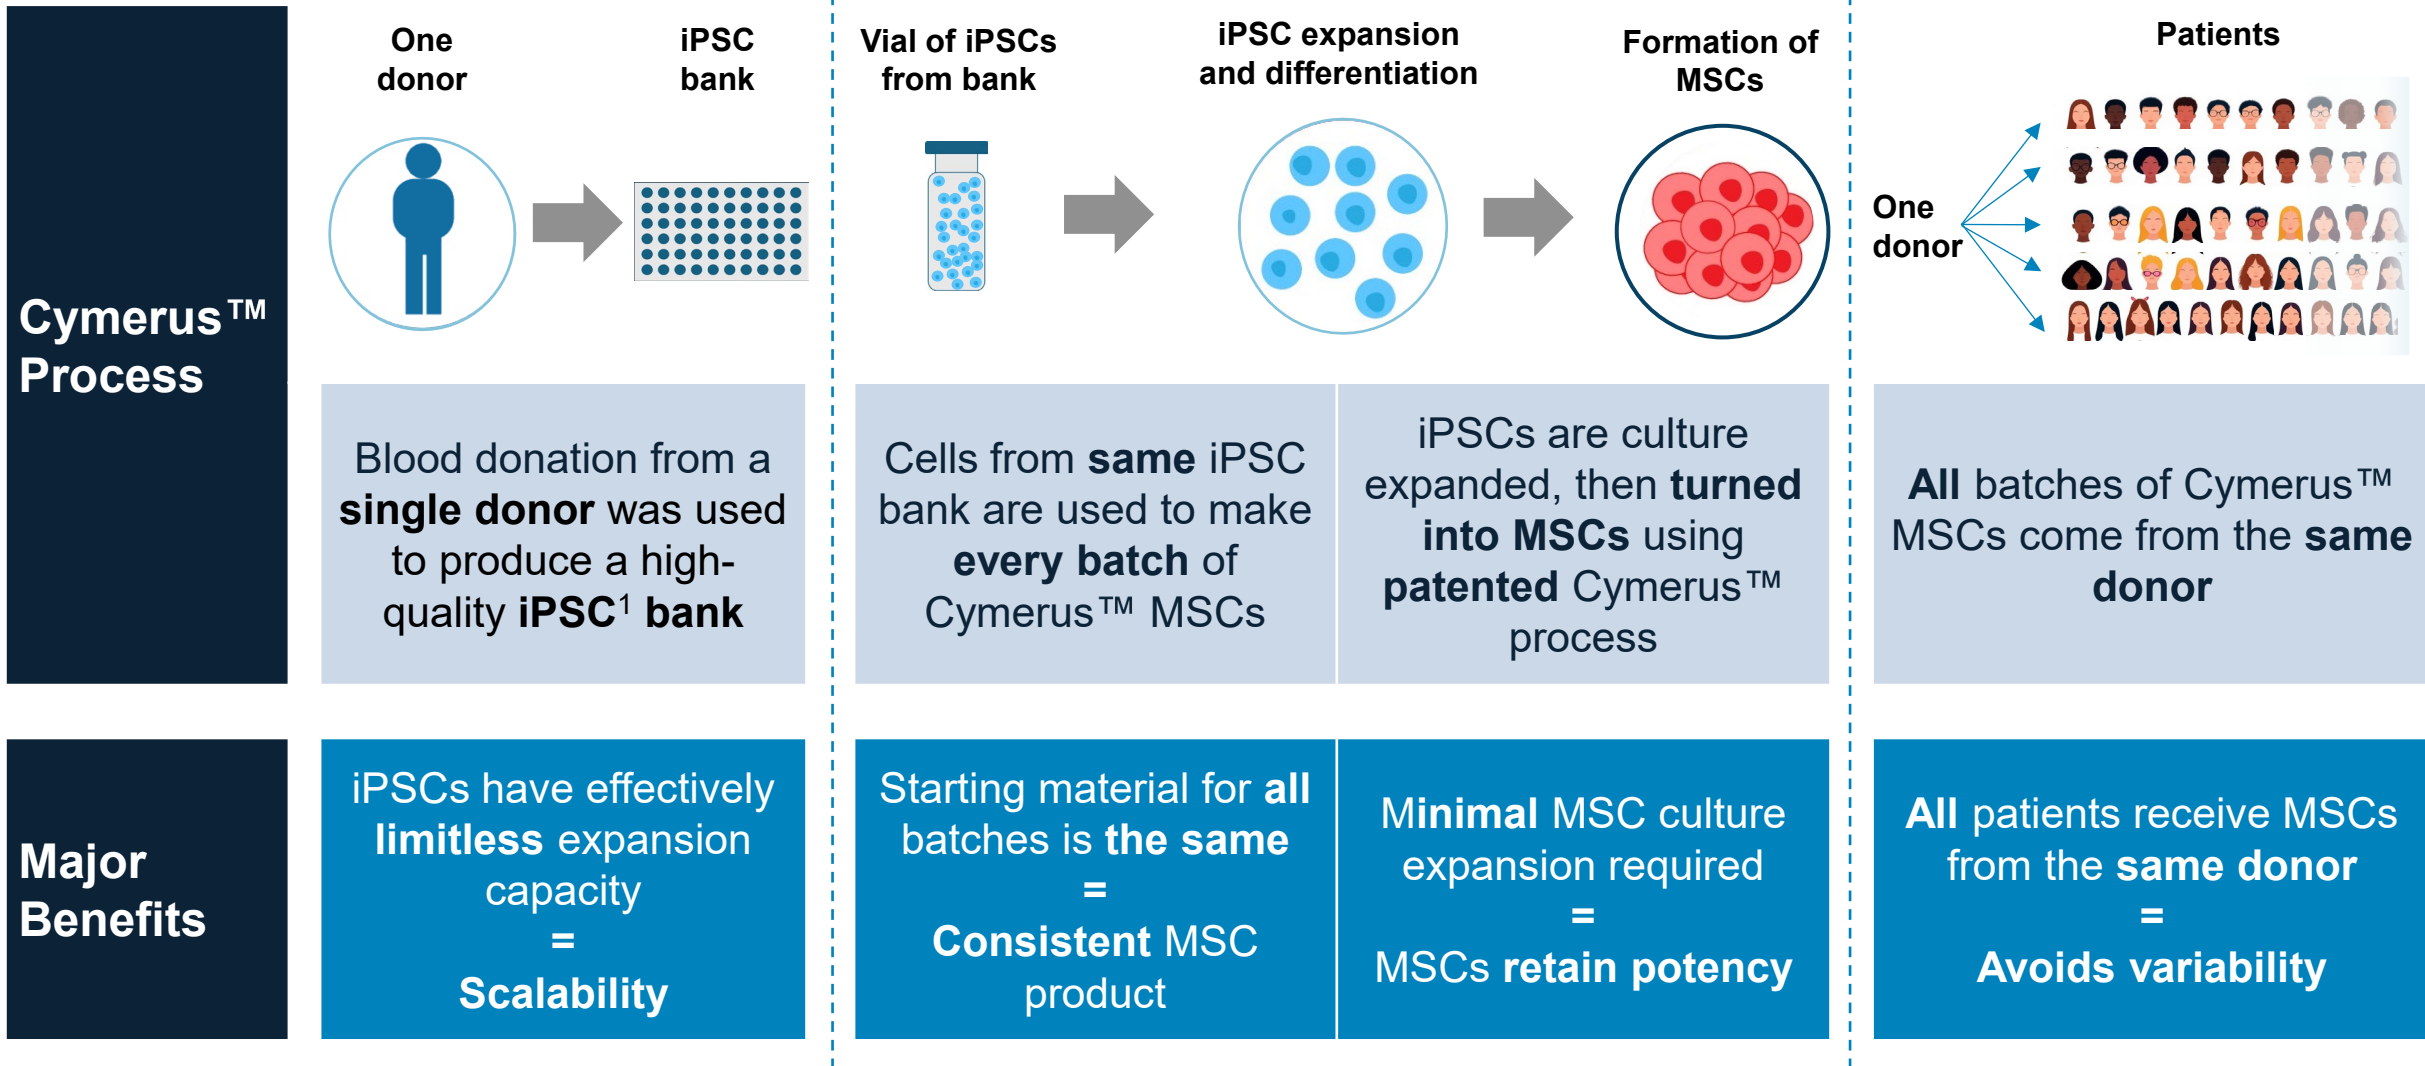 One
donor
iPSC
bank
Vial of iPSCs
from bank
iPSC expansion
and differentiation
Formation of
MSCs
Patients
One
donor
Cymerus™
Process
Blood donation from a
single donor was used
to produce a high-
quality iPSC¹ bank
Cells from same iPSC
bank are used to make
every batch of
Cymerus™ MSCs
iPSCs are culture
expanded, then turned
into MSCs using
patented Cymerus™
process
All batches of Cymerus™
MSCs come from the same
donor
Major
Benefits
iPSCs have effectively
limitless expansion
capacity
=
Scalability
Starting material for all
batches is the same
=
Consistent MSC
product
Minimal MSC culture
expansion required
=
MSCs retain potency
All patients receive MSCs
from the same donor
=
Avoids variability